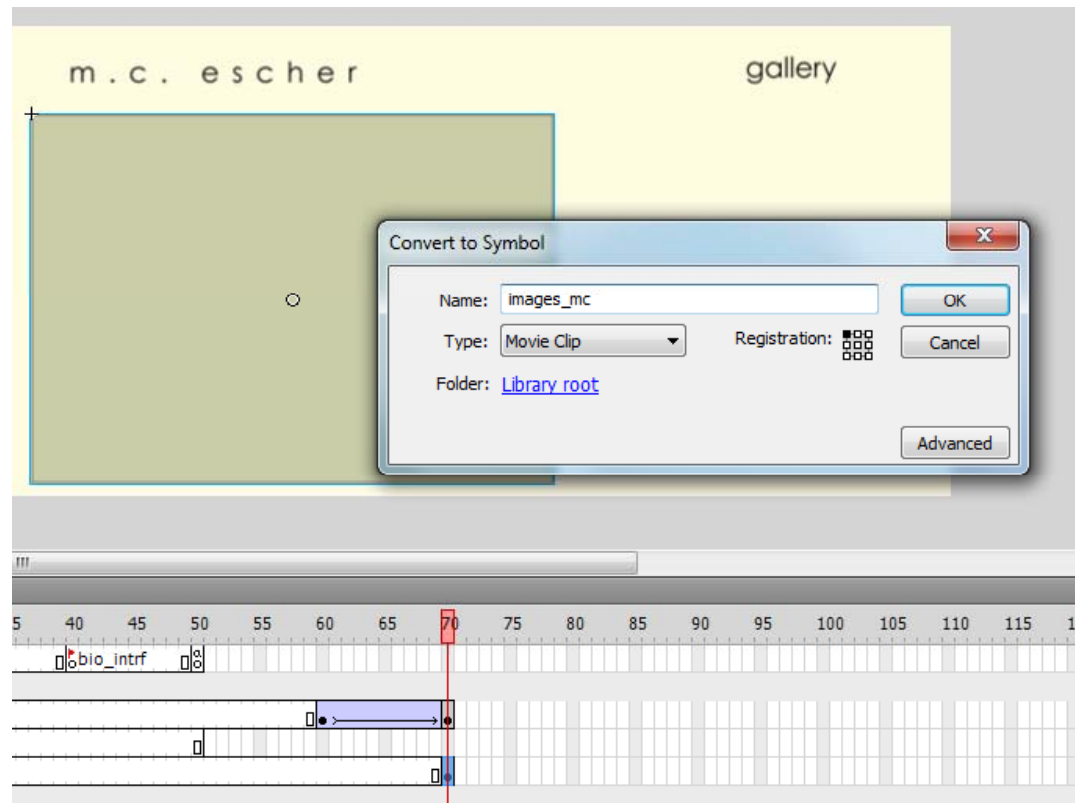 m.c. escher gallery
Convert to Symbol
Name: images_mc OK
Type: Movie Clip Registration: Cancel
Folder: Library root
Advanced
5 40 45 50 55 60 65 70 75 80 85 90 95 100 105 110 115 1
bio_intrf a